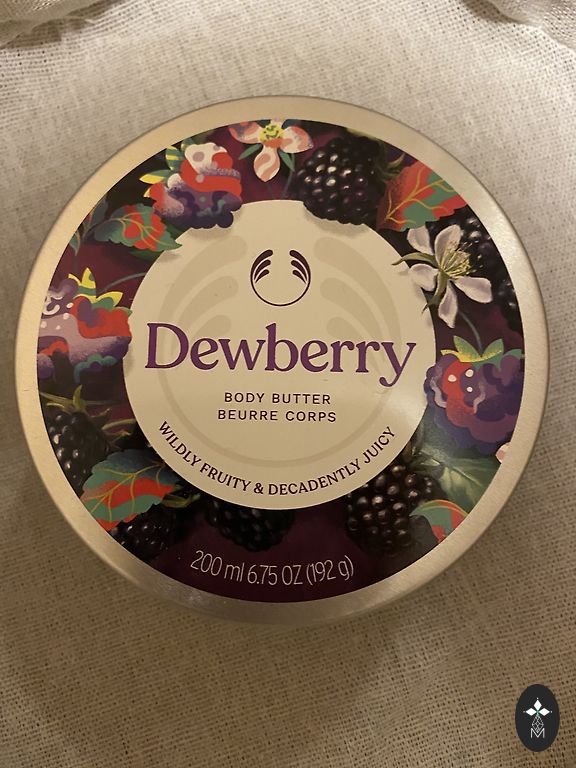 Dewberry
BODY BUTTER
BEURRE CORPS
WILDLY FRUITY & DECADENTLY JUICY
200 ml 6.75 OZ (192 g)
M